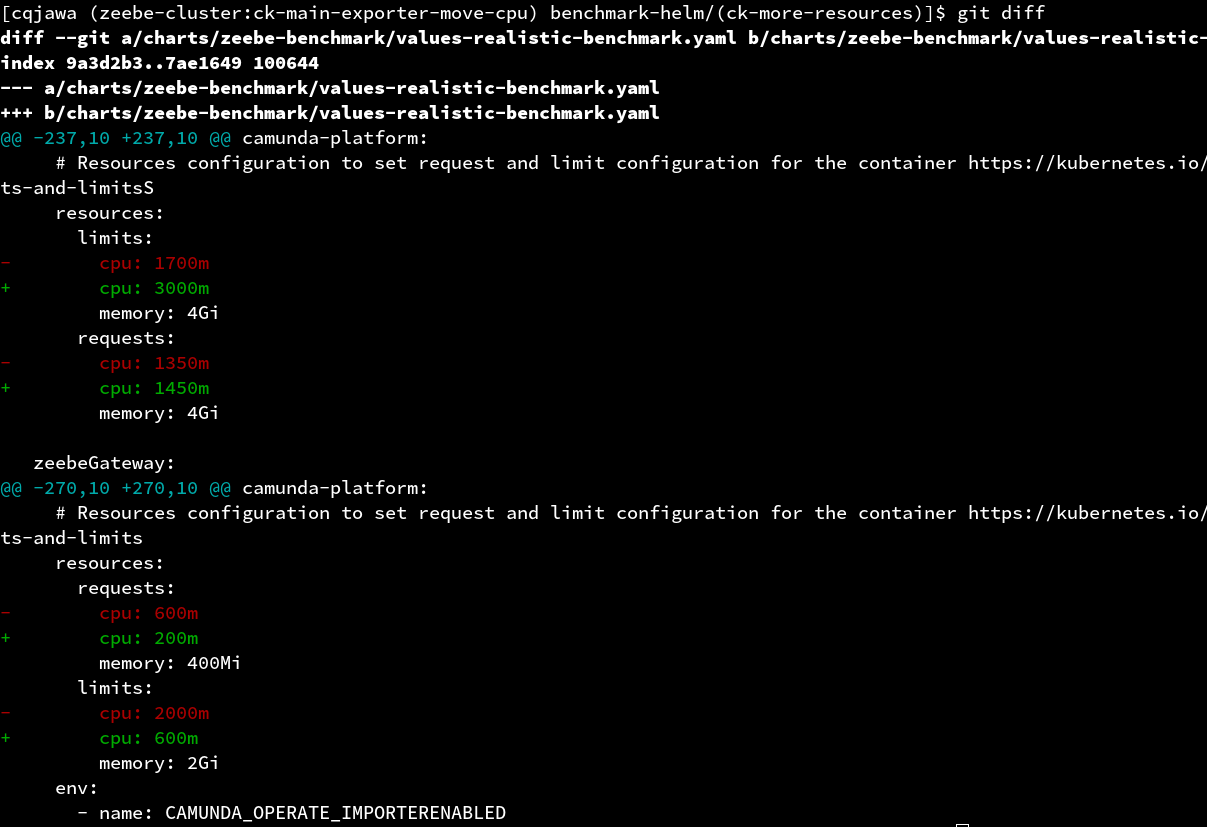 [cqjawa (zeebe-cluster:ck-main-exporter-move-cpu) benchmark-helm/(ck-more-resources)]$ git diff
diff --git a/charts/zeebe-benchmark/values-realistic-benchmark.yaml b/charts/zeebe-benchmark/values-realistic-
index 9a3d2b3..7ae1649 100644
--- a/charts/zeebe-benchmark/values-realistic-benchmark.yaml
+++ b/charts/zeebe-benchmark/values-realistic-benchmark.yaml
@@ -237,10 +237,10 @@ camunda-platform:
     # Resources configuration to set request and limit configuration for the container https://kubernetes.io/
ts-and-limitsS
     resources:
       limits:
-        cpu: 1700m
+        cpu: 3000m
         memory: 4Gi
       requests:
-        cpu: 1350m
+        cpu: 1450m
         memory: 4Gi

   zeebeGateway:
@@ -270,10 +270,10 @@ camunda-platform:
     # Resources configuration to set request and limit configuration for the container https://kubernetes.io/
ts-and-limits
     resources:
       requests:
-        cpu: 600m
+        cpu: 200m
         memory: 400Mi
       limits:
-        cpu: 2000m
+        cpu: 600m
         memory: 2Gi
     env:
       - name: CAMUNDA_OPERATE_IMPORTERENABLED